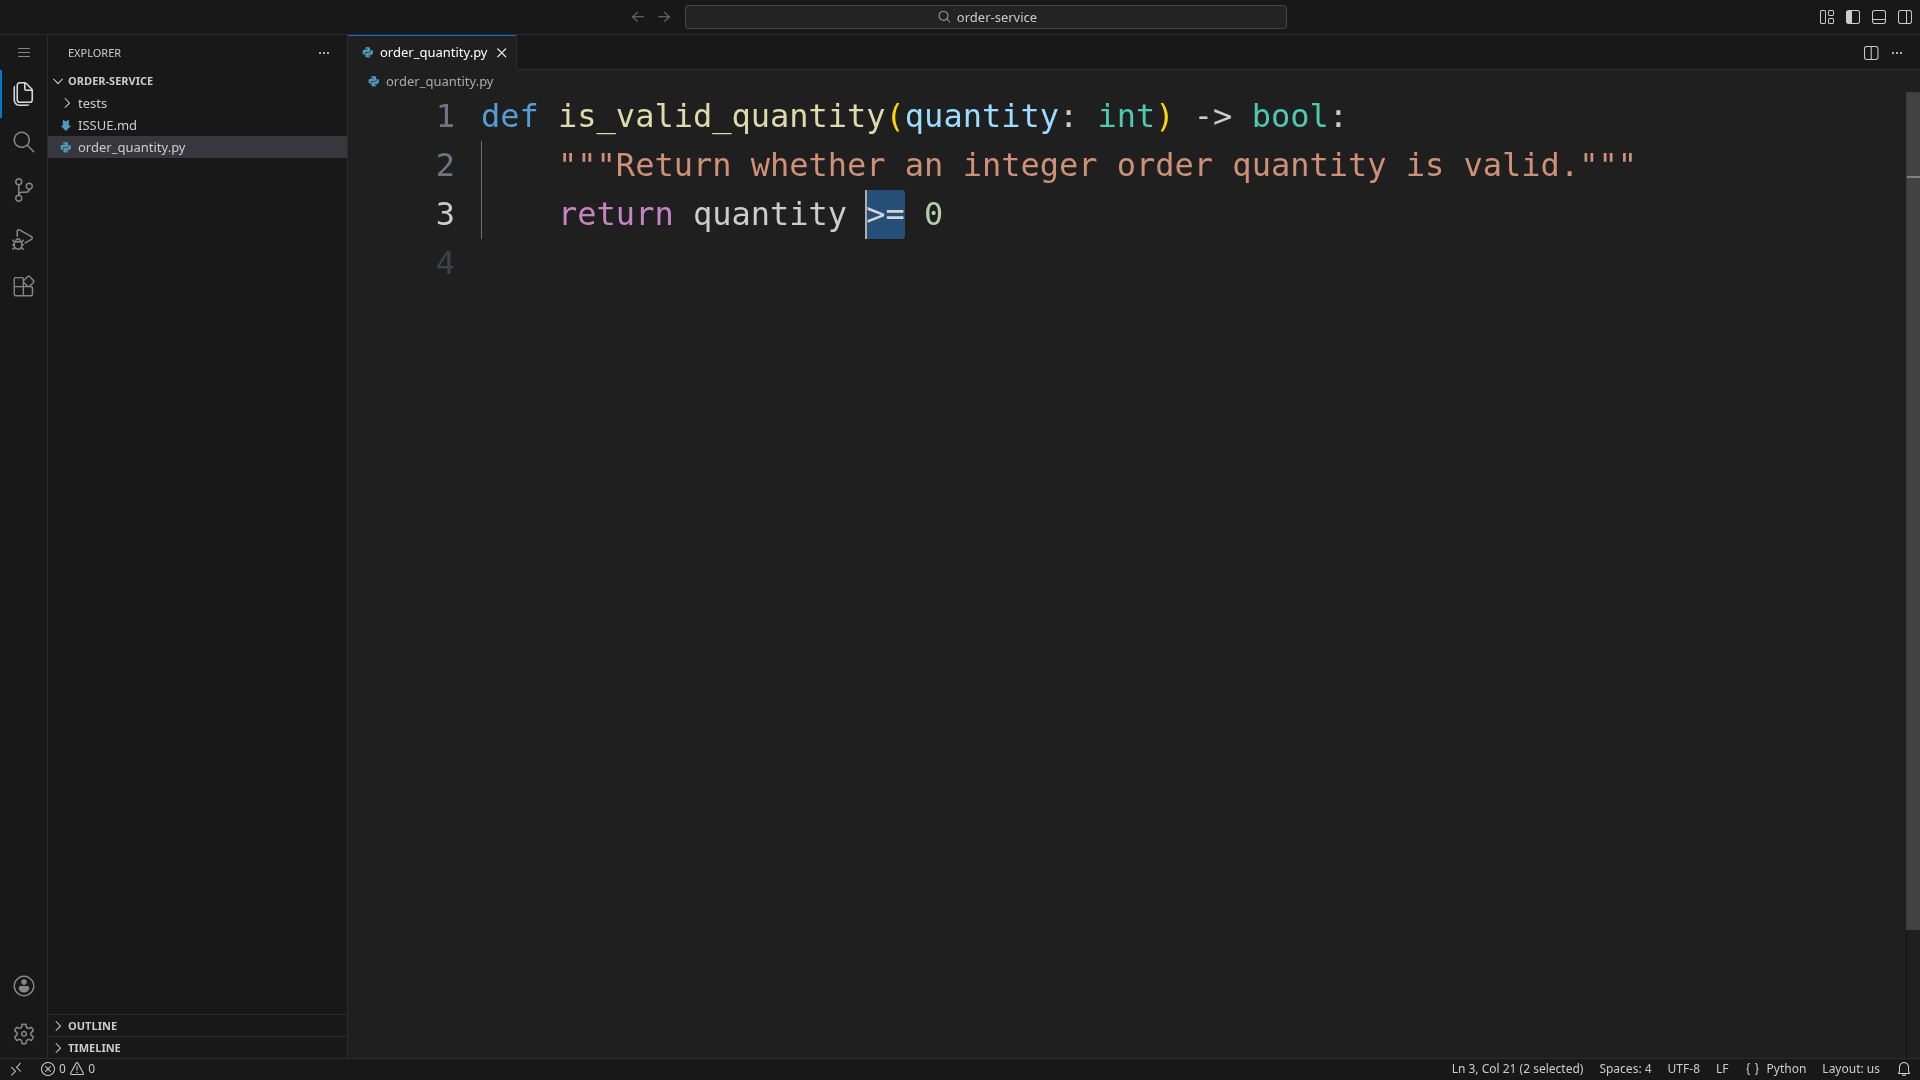 order-service
EXPLORER
ORDER-SERVICE
tests
ISSUE.md
order_quantity.py
OUTLINE
TIMELINE
order_quantity.py
order_quantity.py
1 def is_valid_quantity(quantity: int) -> bool:
2 """Return whether an integer order quantity is valid."""
3 return quantity >= 0
4
0 0
Ln 3, Col 21 (2 selected) Spaces: 4 UTF-8 LF { } Python Layout: us